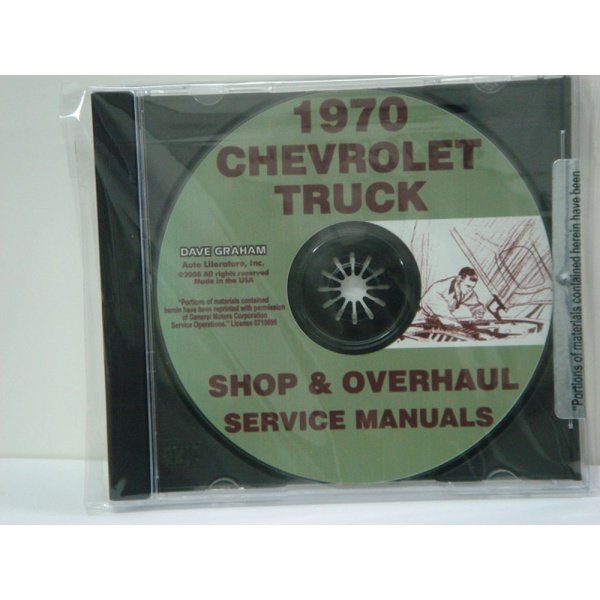 1970
CHEVROLET
TRUCK
DAVE GRAHAM
Auto Literature, Inc.
©2008 All rights reserved
Made in the USA
"Portions of materials contained
herein have been reprinted with permission
of General Motors Corporation
Service Operations." License 0710695
SHOP & OVERHAUL
SERVICE MANUALS
"Portions of materials contained herein have been